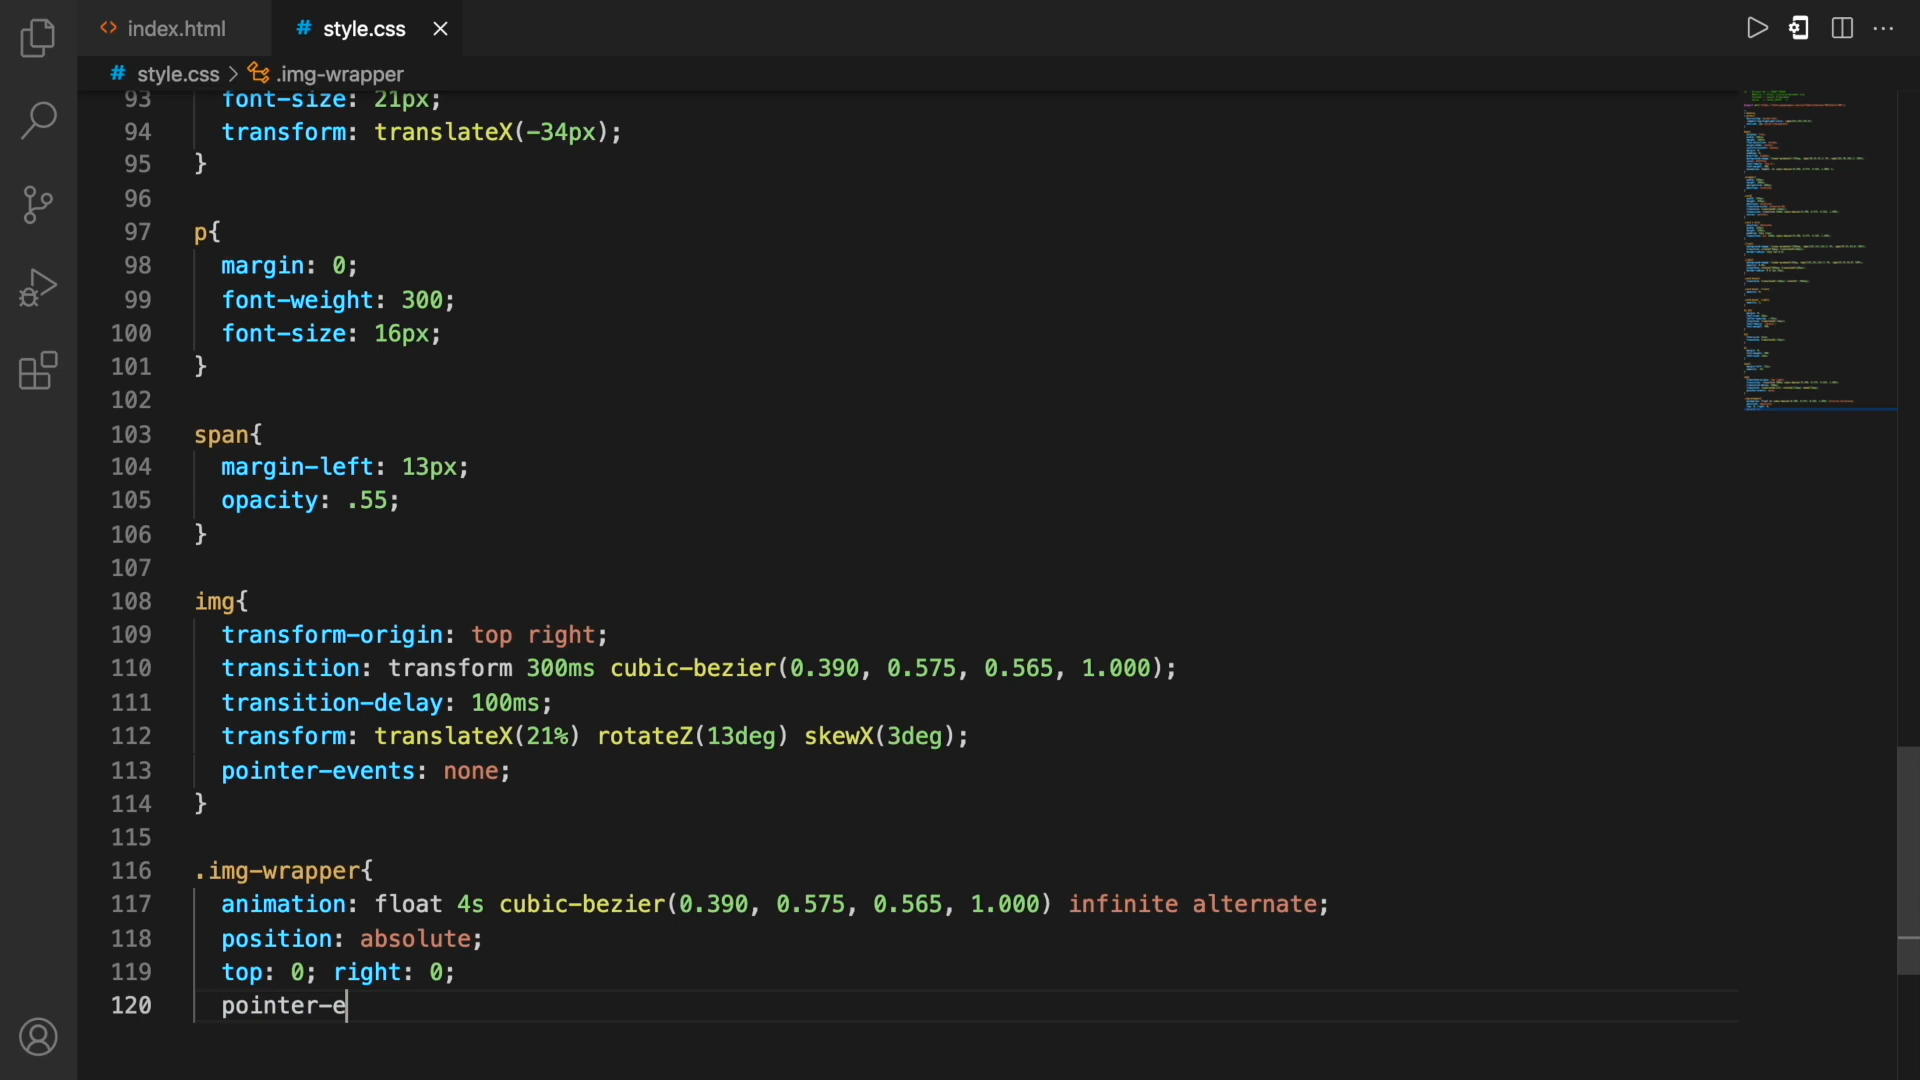 index.html
style.css
style.css > .img-wrapper
93 font-size: 21px;
94 transform: translateX(-34px);
95 }
96
97 p{
98 margin: 0;
99 font-weight: 300;
100 font-size: 16px;
101 }
102
103 span{
104 margin-left: 13px;
105 opacity: .55;
106 }
107
108 img{
109 transform-origin: top right;
110 transition: transform 300ms cubic-bezier(0.390, 0.575, 0.565, 1.000);
111 transition-delay: 100ms;
112 transform: translateX(21%) rotateZ(13deg) skewX(3deg);
113 pointer-events: none;
114 }
115
116 .img-wrapper{
117 animation: float 4s cubic-bezier(0.390, 0.575, 0.565, 1.000) infinite alternate;
118 position: absolute;
119 top: 0; right: 0;
120 pointer-e